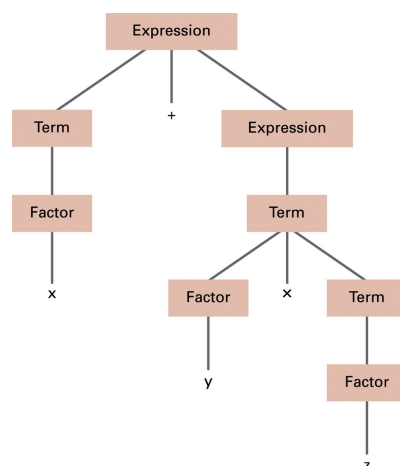 Expression
Term
+
Expression
Factor
Term
x
Factor
×
Term
y
Factor
z